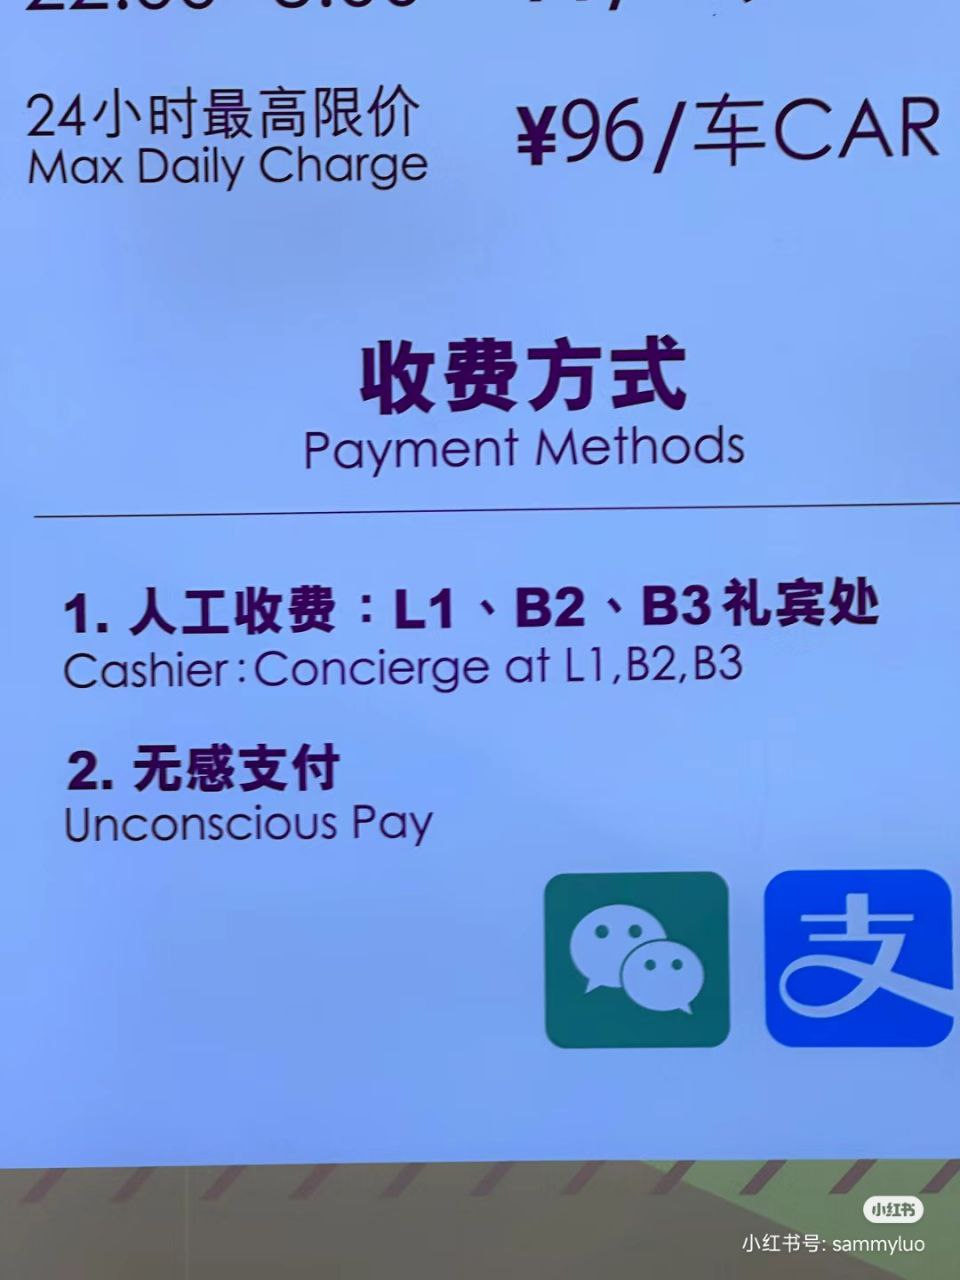 24小时最高限价
¥96/车CAR
Max Daily Charge
收费方式
Payment Methods
1. 人工收费：L1、B2、B3礼宾处
Cashier:Concierge at L1,B2,B3
2. 无感支付
Unconscious Pay
支
小红书
小红书号: sammyluo